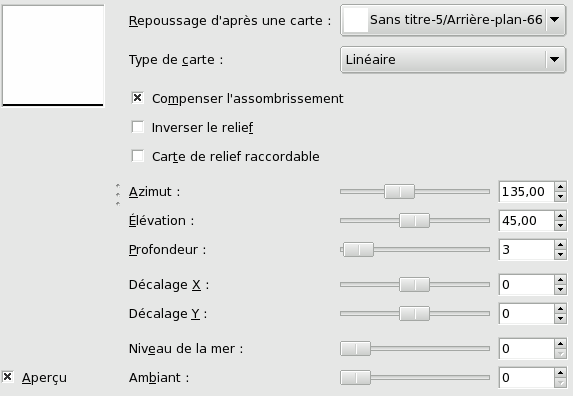 Repoussage d'après une carte : Sans titre-5/Arrière-plan-66
Type de carte : Linéaire
Compenser l'assombrissement
Inverser le relief
Carte de relief raccordable
Azimut : 135,00
Élévation : 45,00
Profondeur : 3
Décalage X : 0
Décalage Y : 0
Niveau de la mer : 0
Aperçu
Ambiant : 0